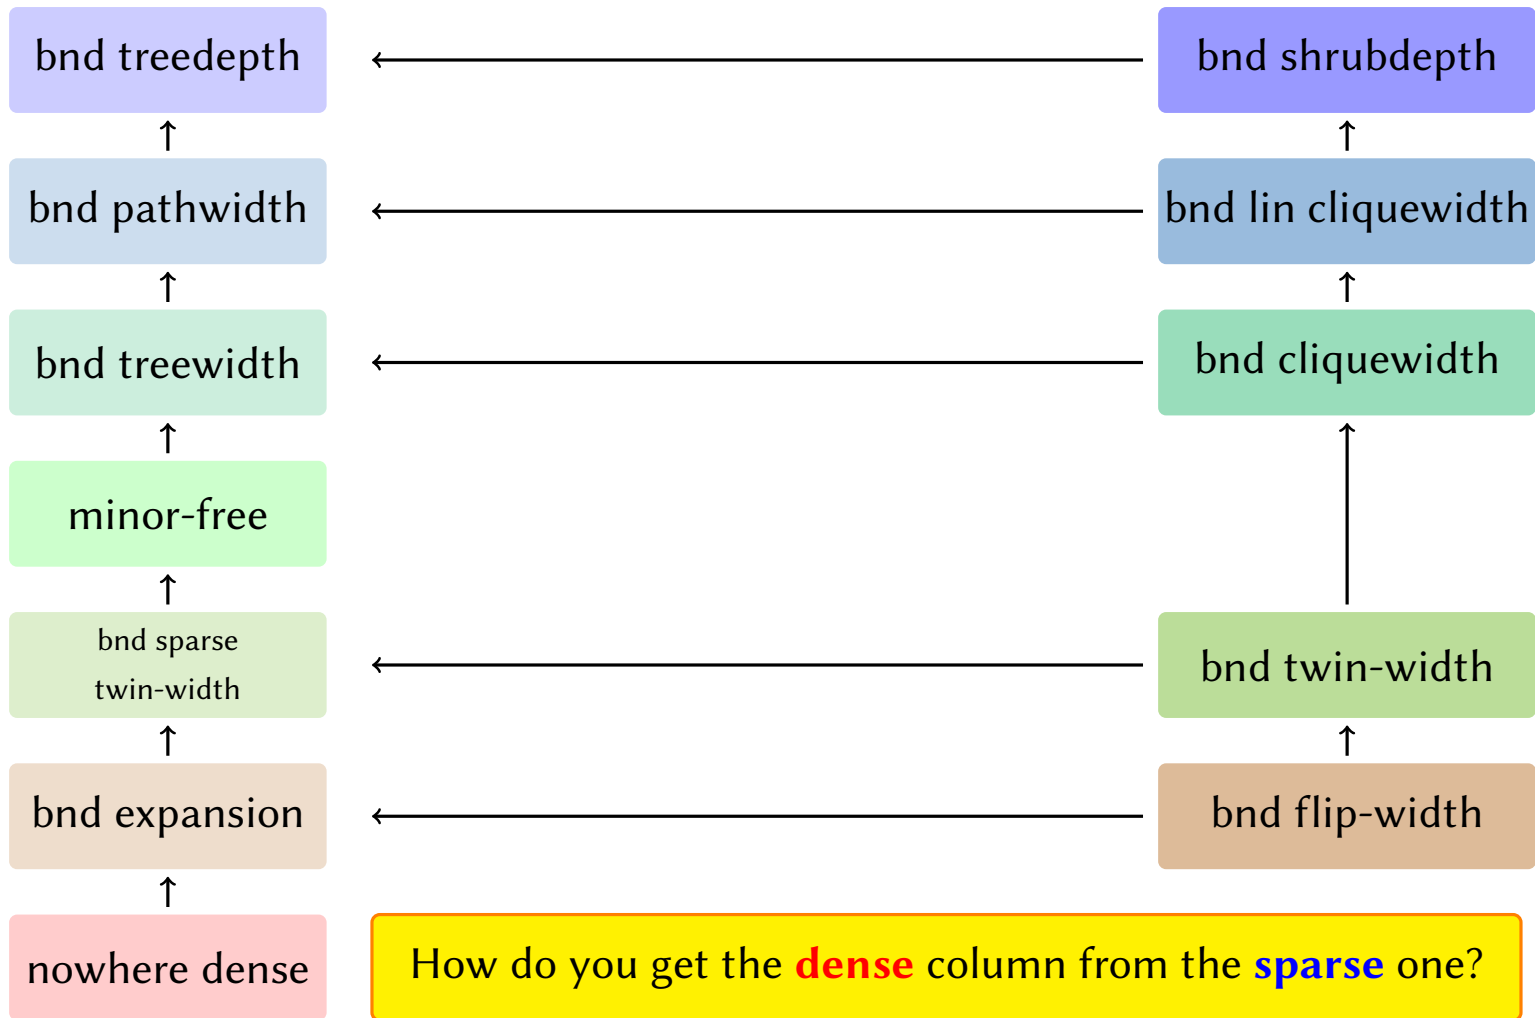 bnd treedepth
bnd shrubdepth
bnd pathwidth
bnd lin cliquewidth
bnd treewidth
bnd cliquewidth
minor-free
bnd sparse
twin-width
bnd twin-width
bnd expansion
bnd flip-width
nowhere dense
How do you get the dense column from the sparse one?